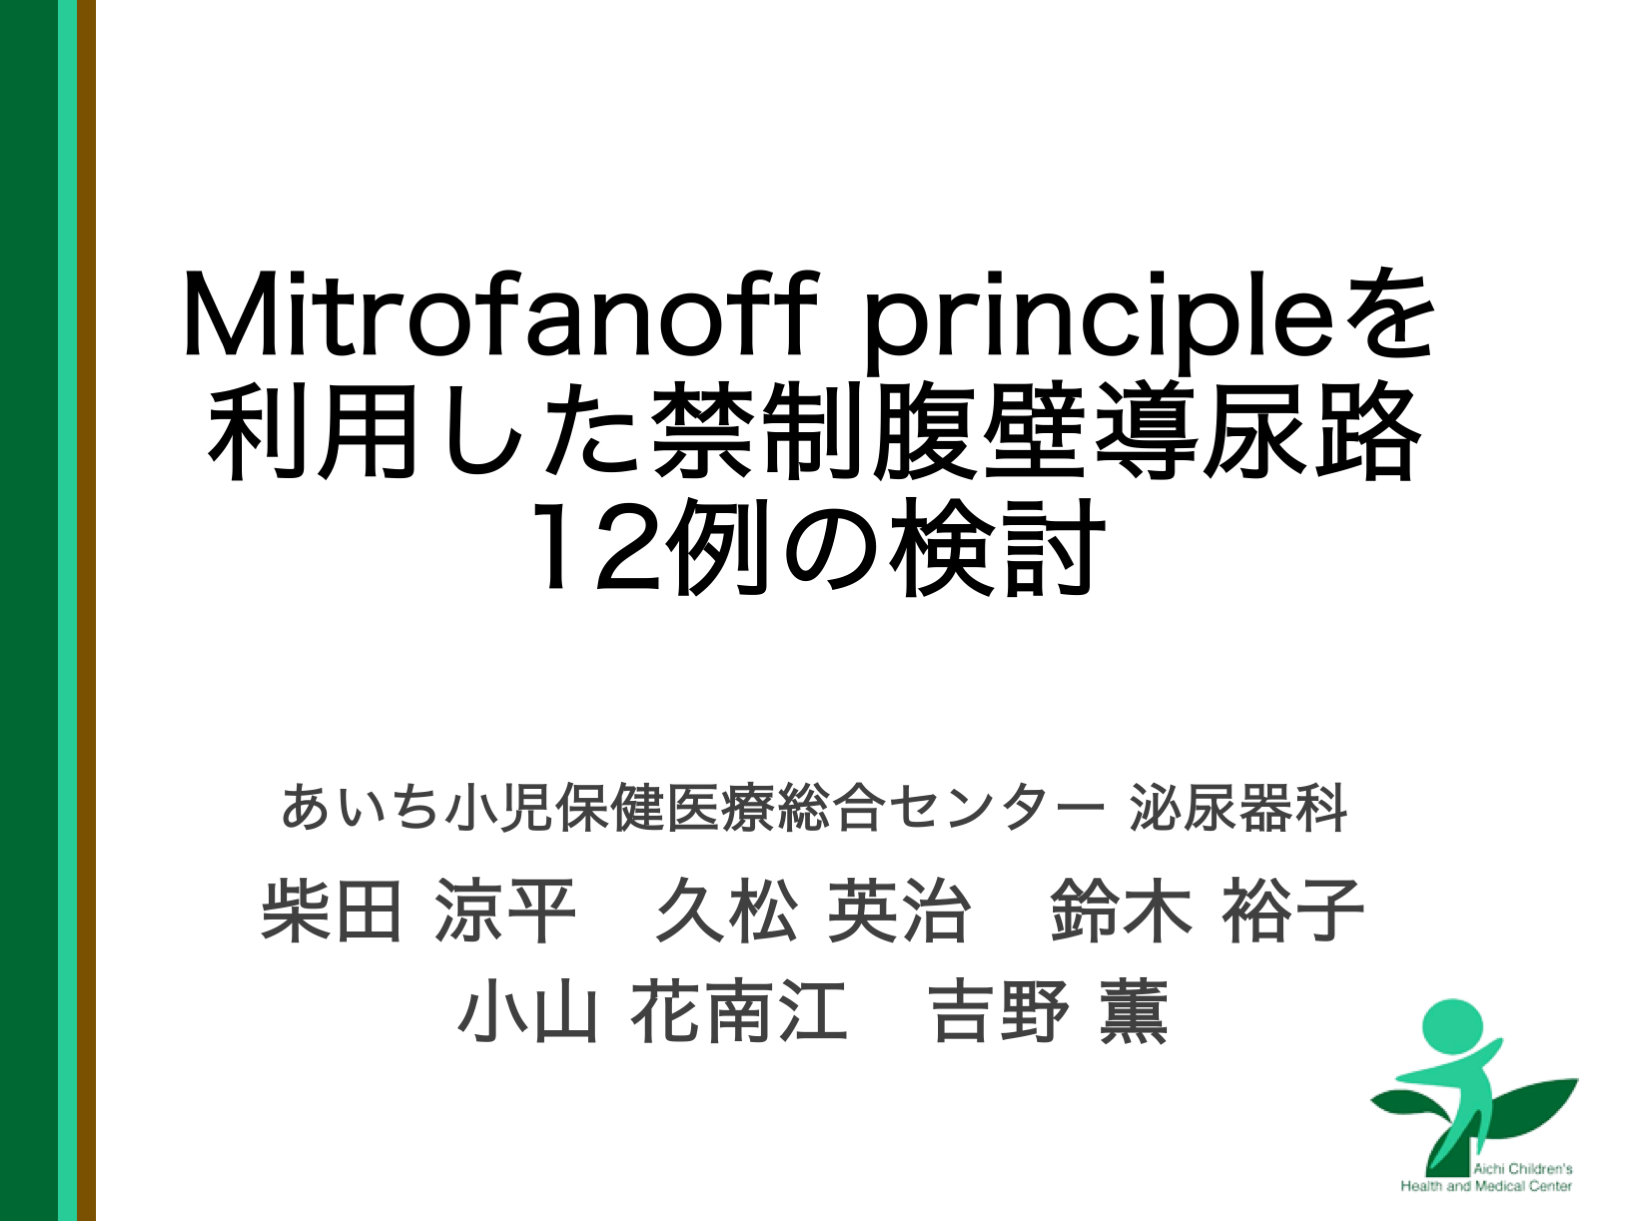 Mitrofanoff principleを
利用した禁制腹壁導尿路
12例の検討
あいち小児保健医療総合センター 泌尿器科
柴田 涼平　久松 英治　鈴木 裕子
小山 花南江　吉野 薫
Aichi Children's
Health and Medical Center